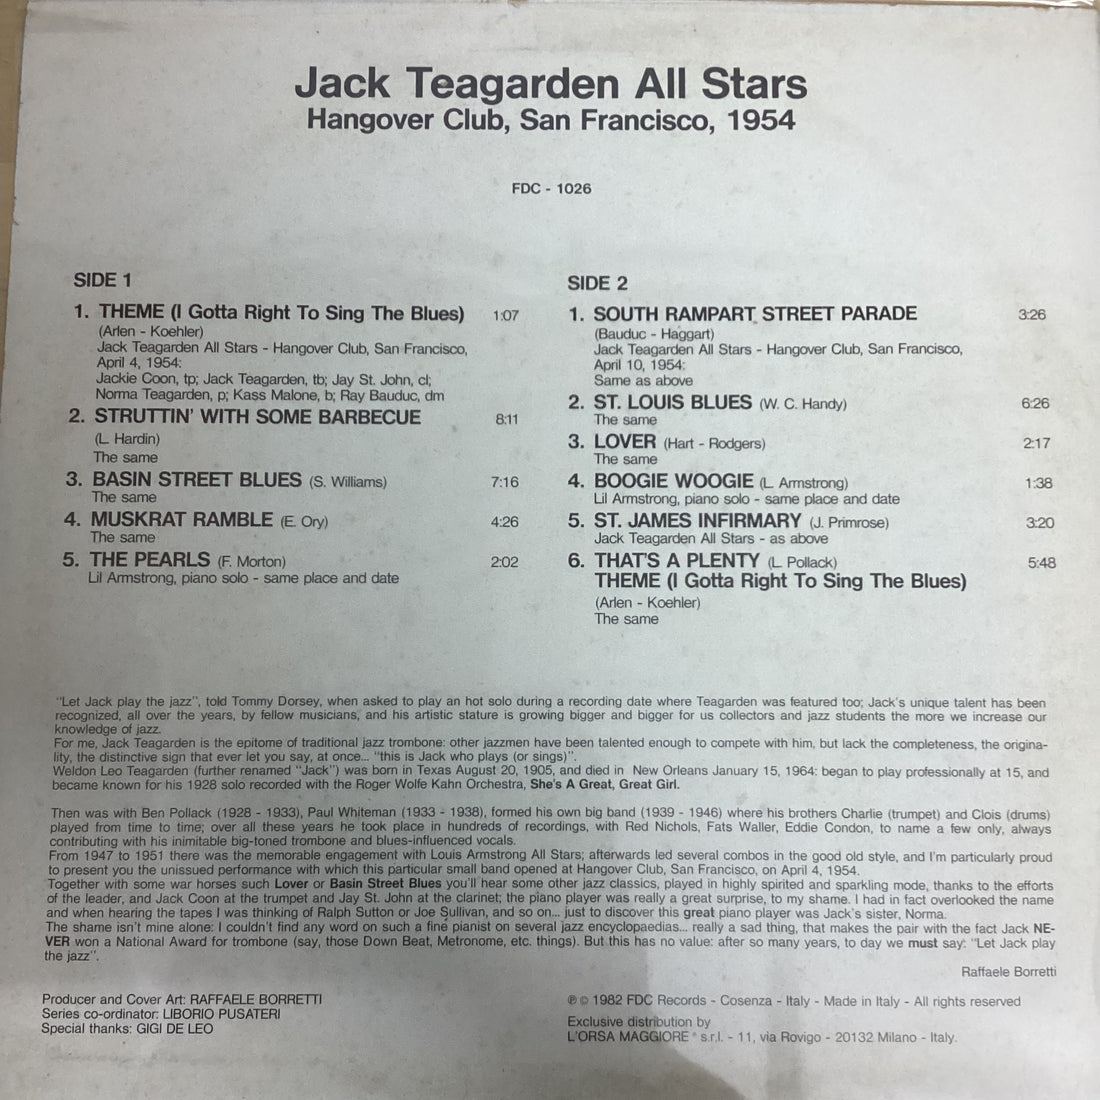 Jack Teagarden All Stars
Hangover Club, San Francisco, 1954
FDC - 1026
SIDE 1
1. THEME (I Gotta Right To Sing The Blues) 1:07
(Arlen - Koehler)
Jack Teagarden All Stars - Hangover Club, San Francisco,
April 4, 1954:
Jackie Coon, tp; Jack Teagarden, tb; Jay St. John, cl;
Norma Teagarden, p; Kass Malone, b; Ray Bauduc, dm
2. STRUTTIN' WITH SOME BARBECUE 8:11
(L. Hardin)
The same
3. BASIN STREET BLUES (S. Williams) 7:16
The same
4. MUSKRAT RAMBLE (E. Ory) 4:26
The same
5. THE PEARLS (F. Morton) 2:02
Lil Armstrong, piano solo - same place and date
SIDE 2
1. SOUTH RAMPART STREET PARADE 3:26
(Bauduc - Haggart)
Jack Teagarden All Stars - Hangover Club, San Francisco,
April 10, 1954:
Same as above
2. ST. LOUIS BLUES (W. C. Handy) 6:26
The same
3. LOVER (Hart - Rodgers) 2:17
The same
4. BOOGIE WOOGIE (L. Armstrong) 1:38
Lil Armstrong, piano solo - same place and date
5. ST. JAMES INFIRMARY (J. Primrose) 3:20
Jack Teagarden All Stars - as above
6. THAT'S A PLENTY (L. Pollack) 5:48
THEME (I Gotta Right To Sing The Blues)
(Arlen - Koehler)
The same
"Let Jack play the jazz", told Tommy Dorsey, when asked to play an hot solo during a recording date where Teagarden was featured too; Jack's unique talent has been
recognized, all over the years, by fellow musicians, and his artistic stature is growing bigger and bigger for us collectors and jazz students the more we increase our
knowledge of jazz.
For me, Jack Teagarden is the epitome of traditional jazz trombone: other jazzmen have been talented enough to compete with him, but lack the completeness, the origina-
lity, the distinctive sign that ever let you say, at once... "this is Jack who plays (or sings)".
Weldon Leo Teagarden (further renamed "Jack") was born in Texas August 20, 1905, and died in New Orleans January 15, 1964: began to play professionally at 15, and
became known for his 1928 solo recorded with the Roger Wolfe Kahn Orchestra, She's A Great, Great Girl.
Then was with Ben Pollack (1928 - 1933), Paul Whiteman (1933 - 1938), formed his own big band (1939 - 1946) where his brothers Charlie (trumpet) and Clois (drums)
played from time to time; over all these years he took place in hundreds of recordings, with Red Nichols, Fats Waller, Eddie Condon, to name a few only, always
contributing with his inimitable big-toned trombone and blues-influenced vocals.
From 1947 to 1951 there was the memorable engagement with Louis Armstrong All Stars; afterwards led several combos in the good old style, and I'm particularly proud
to present you the unissued performance with which this particular small band opened at Hangover Club, San Francisco, on April 4, 1954.
Together with some war horses such Lover or Basin Street Blues you'll hear some other jazz classics, played in highly spirited and sparkling mode, thanks to the efforts
of the leader, and Jack Coon at the trumpet and Jay St. John at the clarinet; the piano player was really a great surprise, to my shame. I had in fact overlooked the name
and when hearing the tapes I was thinking of Ralph Sutton or Joe Sullivan, and so on... just to discover this great piano player was Jack's sister, Norma.
The shame isn't mine alone: I couldn't find any word on such a fine pianist on several jazz encyclopaedias... really a sad thing, that makes the pair with the fact Jack NE-
VER won a National Award for trombone (say, those Down Beat, Metronome, etc. things). But this has no value: after so many years, to day we must say: "Let Jack play
the jazz".
Raffaele Borretti
Producer and Cover Art: RAFFAELE BORRETTI
Series co-ordinator: LIBORIO PUSATERI
Special thanks: GIGI DE LEO
℗ © 1982 FDC Records - Cosenza - Italy - Made in Italy - All rights reserved
Exclusive distribution by
L'ORSA MAGGIORE s.r.l. - 11, via Rovigo - 20132 Milano - Italy.